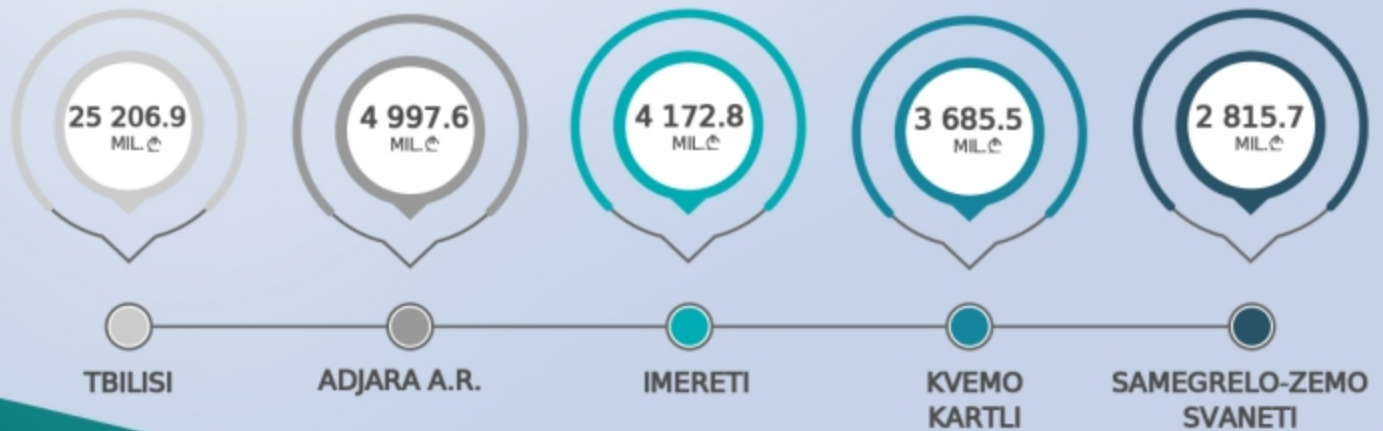 25 206.9
MIL.₾
4 997.6
MIL.₾
4 172.8
MIL.₾
3 685.5
MIL.₾
2 815.7
MIL.₾
TBILISI
ADJARA A.R.
IMERETI
KVEMO
KARTLI
SAMEGRELO-ZEMO
SVANETI